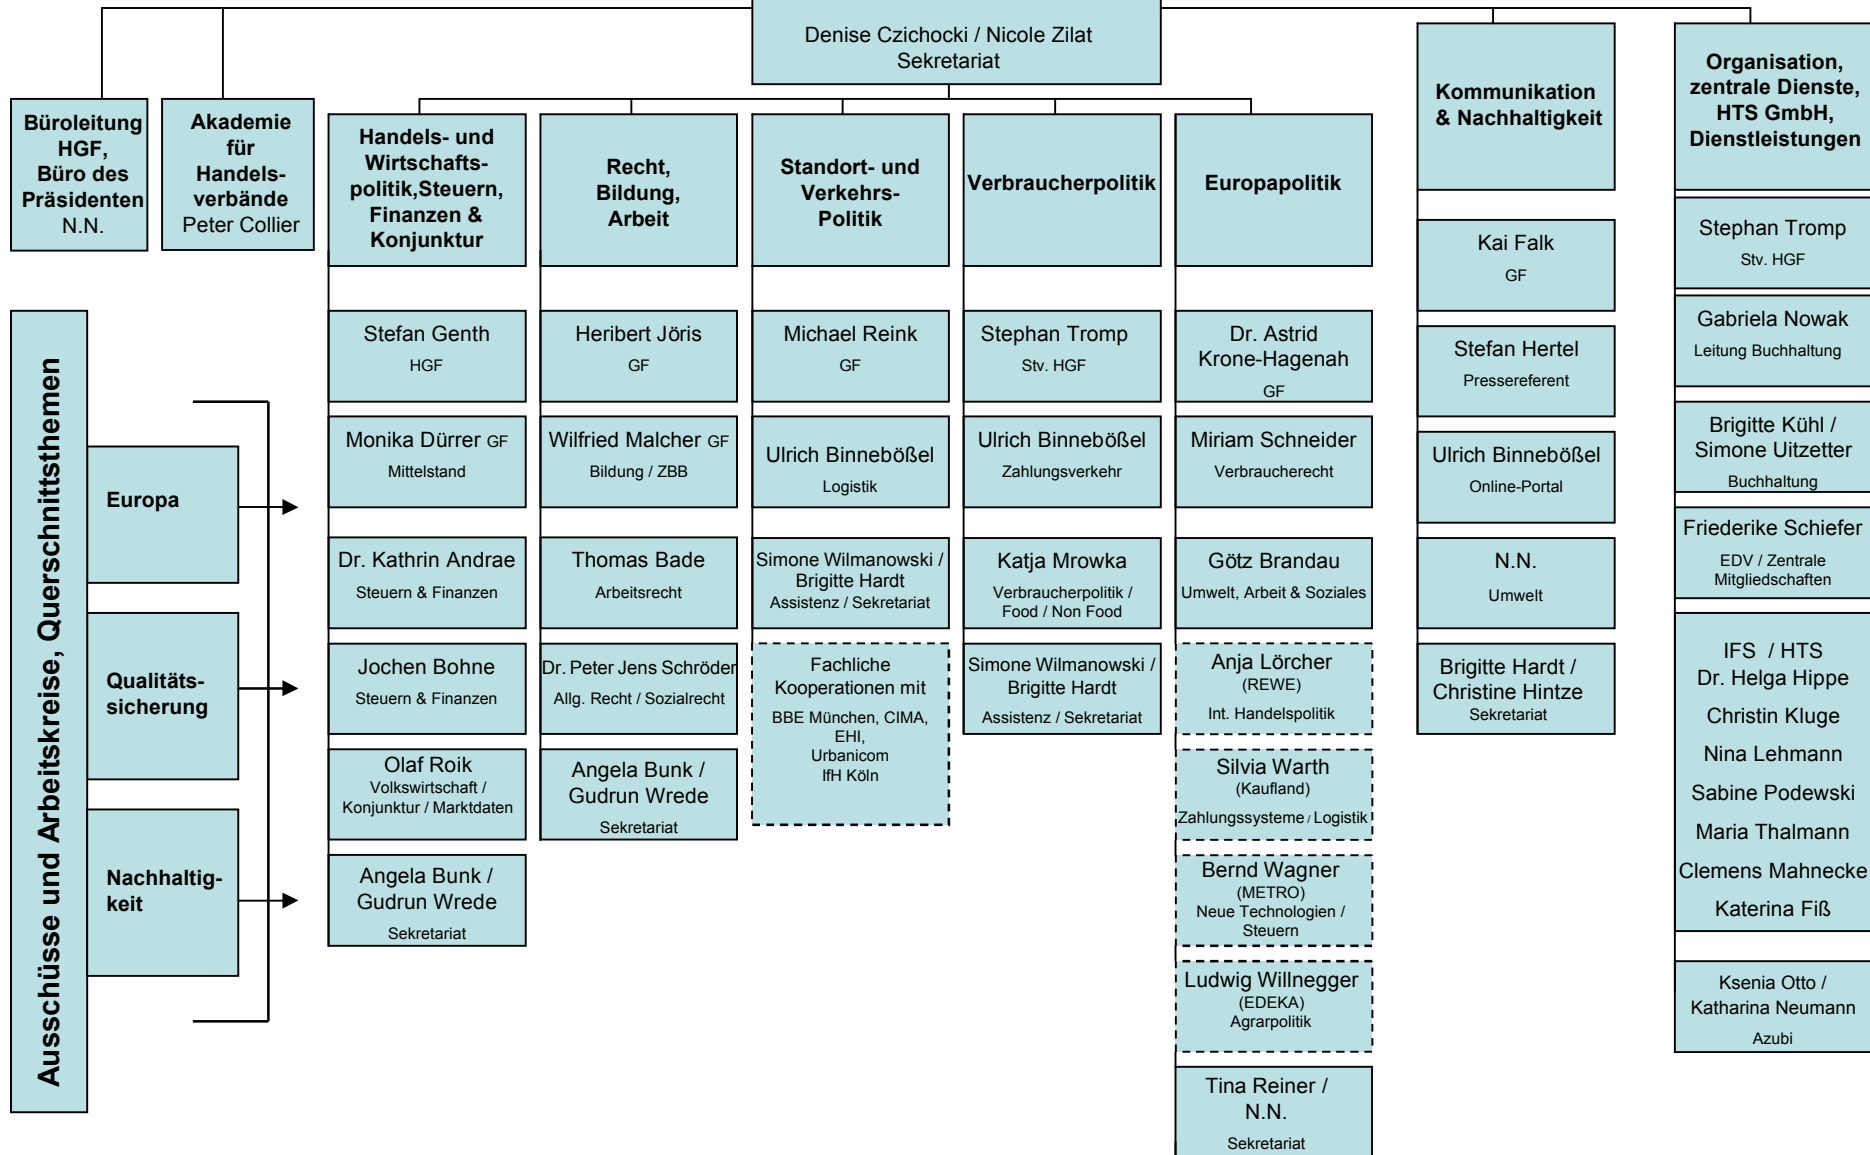 Denise Czichocki / Nicole Zilat
Sekretariat
Büroleitung
HGF,
Büro des
Präsidenten
N.N.
Akademie
für
Handels-
verbände
Peter Collier
Handels- und
Wirtschafts-
politik,Steuern,
Finanzen &
Konjunktur
Stefan Genth
HGF
Monika Dürrer GF
Mittelstand
Dr. Kathrin Andrae
Steuern & Finanzen
Jochen Bohne
Steuern & Finanzen
Olaf Roik
Volkswirtschaft /
Konjunktur / Marktdaten
Angela Bunk /
Gudrun Wrede
Sekretariat
Recht,
Bildung,
Arbeit
Heribert Jöris
GF
Wilfried Malcher GF
Bildung / ZBB
Thomas Bade
Arbeitsrecht
Dr. Peter Jens Schröder
Allg. Recht / Sozialrecht
Angela Bunk /
Gudrun Wrede
Sekretariat
Standort- und
Verkehrs-
Politik
Michael Reink
GF
Ulrich Binnebößel
Logistik
Simone Wilmanowski /
Brigitte Hardt
Assistenz / Sekretariat
Fachliche
Kooperationen mit
BBE München, CIMA,
EHI,
Urbanicom
IfH Köln
Verbraucherpolitik
Stephan Tromp
Stv. HGF
Ulrich Binnebößel
Zahlungsverkehr
Katja Mrowka
Verbraucherpolitik /
Food / Non Food
Simone Wilmanowski /
Brigitte Hardt
Assistenz / Sekretariat
Europapolitik
Dr. Astrid
Krone-Hagenah
GF
Miriam Schneider
Verbraucherecht
Götz Brandau
Umwelt, Arbeit & Soziales
Anja Lörcher
(REWE)
Int. Handelspolitik
Silvia Warth
(Kaufland)
Zahlungssysteme / Logistik
Bernd Wagner
(METRO)
Neue Technologien /
Steuern
Ludwig Willnegger
(EDEKA)
Agrarpolitik
Tina Reiner /
N.N.
Sekretariat
Kommunikation
& Nachhaltigkeit
Kai Falk
GF
Stefan Hertel
Pressereferent
Ulrich Binnebößel
Online-Portal
N.N.
Umwelt
Brigitte Hardt /
Christine Hintze
Sekretariat
Organisation,
zentrale Dienste,
HTS GmbH,
Dienstleistungen
Stephan Tromp
Stv. HGF
Gabriela Nowak
Leitung Buchhaltung
Brigitte Kühl /
Simone Uitzetter
Buchhaltung
Friederike Schiefer
EDV / Zentrale
Mitgliedschaften
IFS / HTS
Dr. Helga Hippe
Christin Kluge
Nina Lehmann
Sabine Podewski
Maria Thalmann
Clemens Mahnecke
Katerina Fiß
Ksenia Otto /
Katharina Neumann
Azubi
Ausschüsse und Arbeitskreise, Querschnittsthemen
Europa
Qualitäts-
sicherung
Nachhaltig-
keit